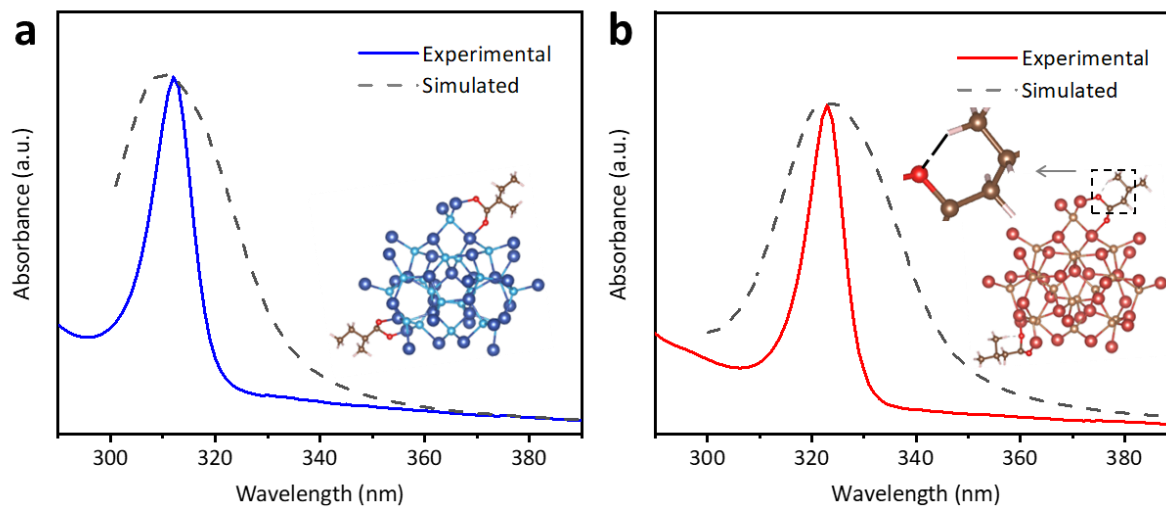 a
Experimental
Simulated
Absorbance (a.u.)
300 320 340 360 380
Wavelength (nm)
b
Experimental
Simulated
Absorbance (a.u.)
300 320 340 360 380
Wavelength (nm)